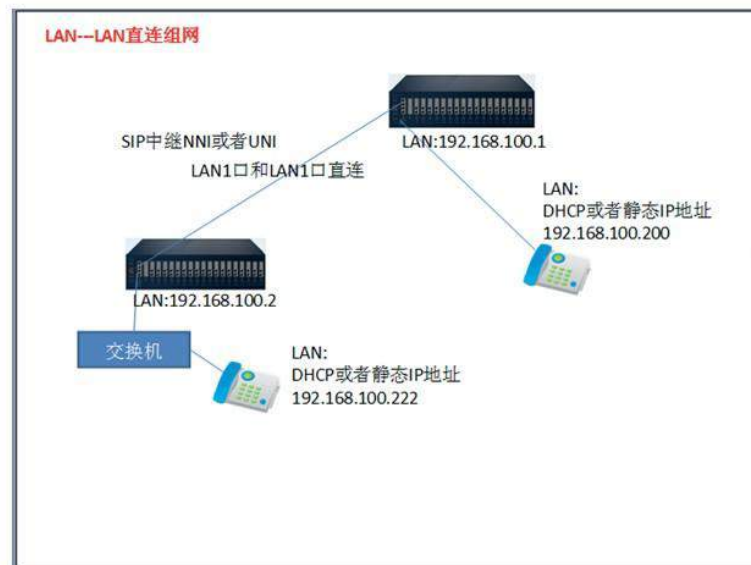 LAN---LAN直连组网
SIP中继NNI或者UNI
LAN1口和LAN1口直连
LAN:192.168.100.1
LAN:
DHCP或者静态IP地址
192.168.100.200
LAN:192.168.100.2
交换机
LAN:
DHCP或者静态IP地址
192.168.100.222